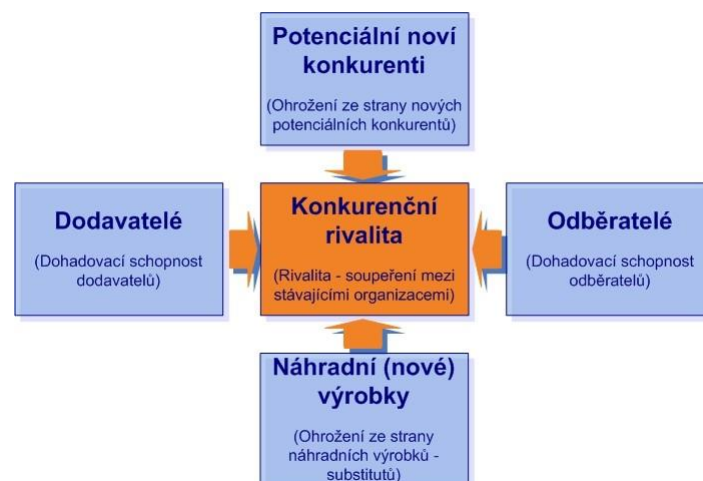 Potenciální noví
konkurenti
(Ohrožení ze strany nových
potenciálních konkurentů)
Dodavatelé
(Dohadovací schopnost
dodavatelů)
Konkurenční
rivalita
(Rivalita - soupeření mezi
stávajícími organizacemi)
Odběratelé
(Dohadovací schopnost
odběratelů)
Náhradní (nové)
výrobky
(Ohrožení ze strany
náhradních výrobků -
substitutů)